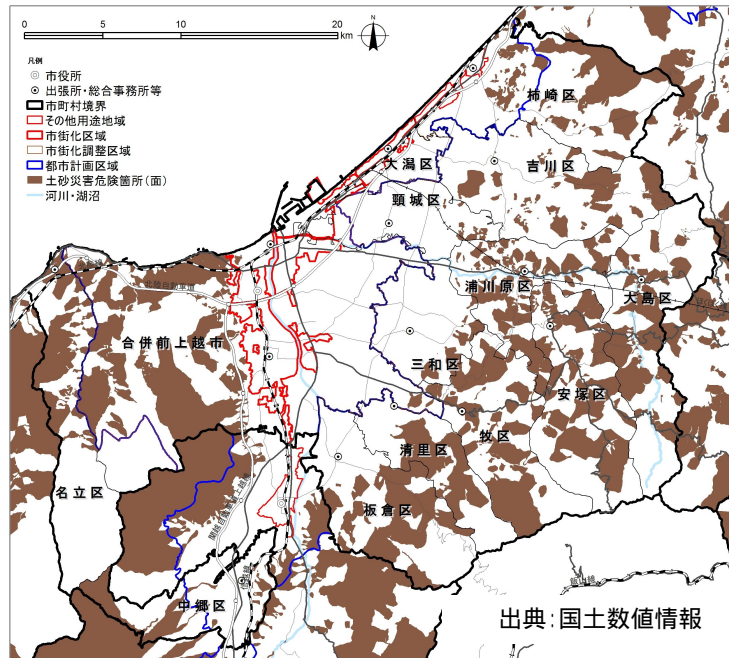 0 5 10 20
km
N
凡例
市役所
出張所・総合事務所等
市町村境界
その他用途地域
市街化区域
市街化調整区域
都市計画区域
土砂災害危険箇所(面)
河川・湖沼
柿崎区
大潟区
吉川区
頸城区
北陸自動車道
浦川原区
大島区
合併前上越市
三和区
安塚区
牧区
清里区
名立区
板倉区
中郷区
出典:国土数値情報